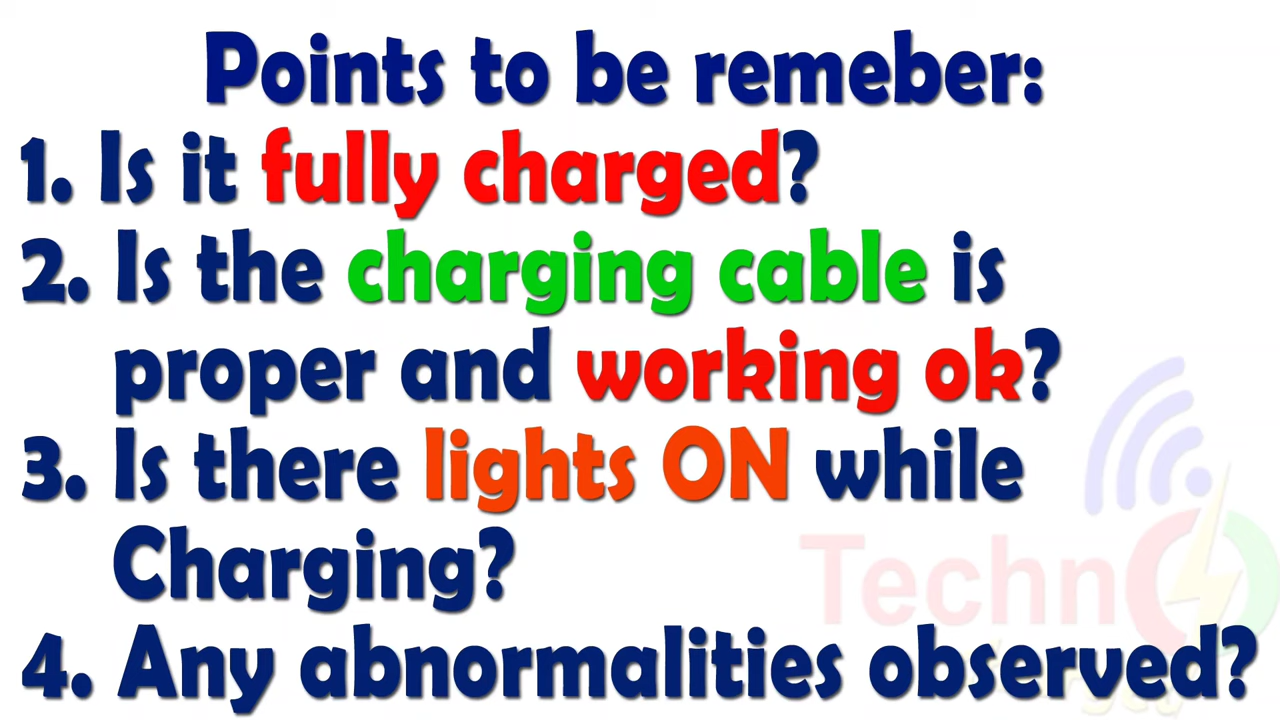 Points to be remeber:
1. Is it fully charged?
2. Is the charging cable is
proper and working ok?
3. Is there lights ON while
Charging?
Techno
4. Any abnormalities observed?